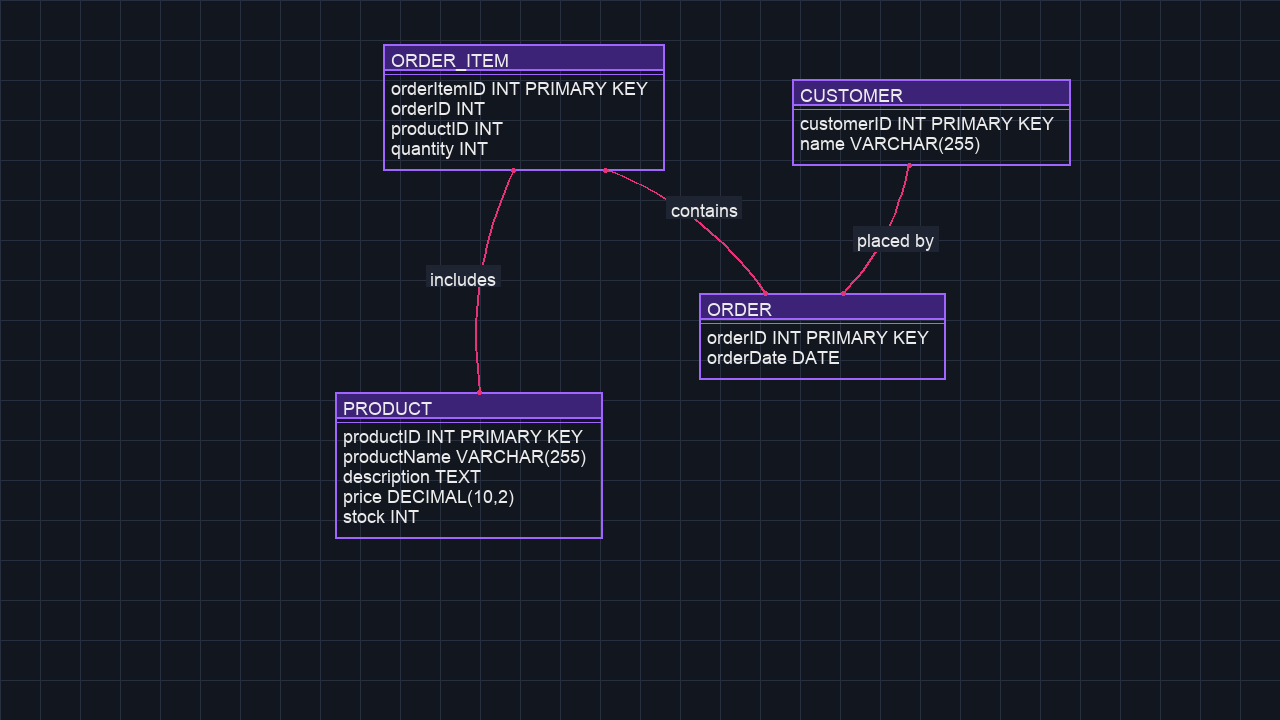 ORDER_ITEM
orderItemID INT PRIMARY KEY
orderID INT
productID INT
quantity INT
CUSTOMER
customerID INT PRIMARY KEY
name VARCHAR(255)
contains
placed by
includes
ORDER
orderID INT PRIMARY KEY
orderDate DATE
PRODUCT
productID INT PRIMARY KEY
productName VARCHAR(255)
description TEXT
price DECIMAL(10,2)
stock INT